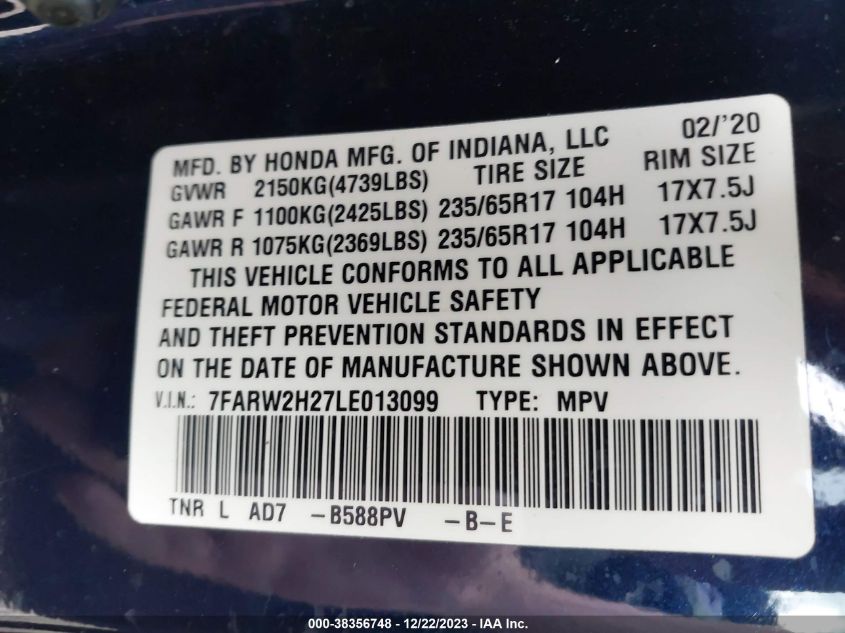 MFD. BY HONDA MFG. OF INDIANA, LLC 02/'20
GVWR 2150KG(4739LBS) TIRE SIZE RIM SIZE
GAWR F 1100KG(2425LBS) 235/65R17 104H 17X7.5J
GAWR R 1075KG(2369LBS) 235/65R17 104H 17X7.5J
THIS VEHICLE CONFORMS TO ALL APPLICABLE
FEDERAL MOTOR VEHICLE SAFETY
AND THEFT PREVENTION STANDARDS IN EFFECT
ON THE DATE OF MANUFACTURE SHOWN ABOVE.
V.I.N.: 7FARW2H27LE013099 TYPE: MPV
TNR L AD7 -B588PV -B-E
000-38356748 - 12/22/2023 - IAA Inc.